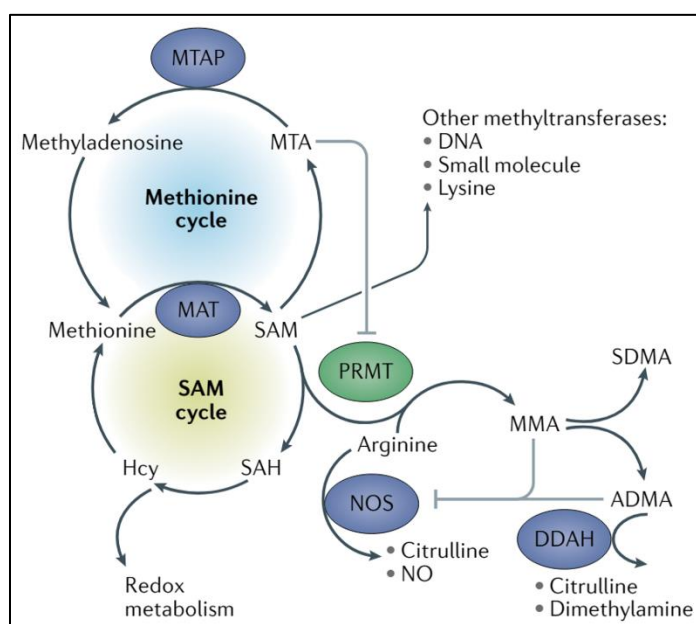 MTAP
Methyladenosine
MTA
Other methyltransferases:
• DNA
• Small molecule
• Lysine
Methionine
cycle
MAT
Methionine
SAM
PRMT
SDMA
SAM
cycle
MMA
Arginine
Hcy
SAH
NOS
ADMA
DDAH
• Citrulline
• NO
Redox
metabolism
• Citrulline
• Dimethylamine